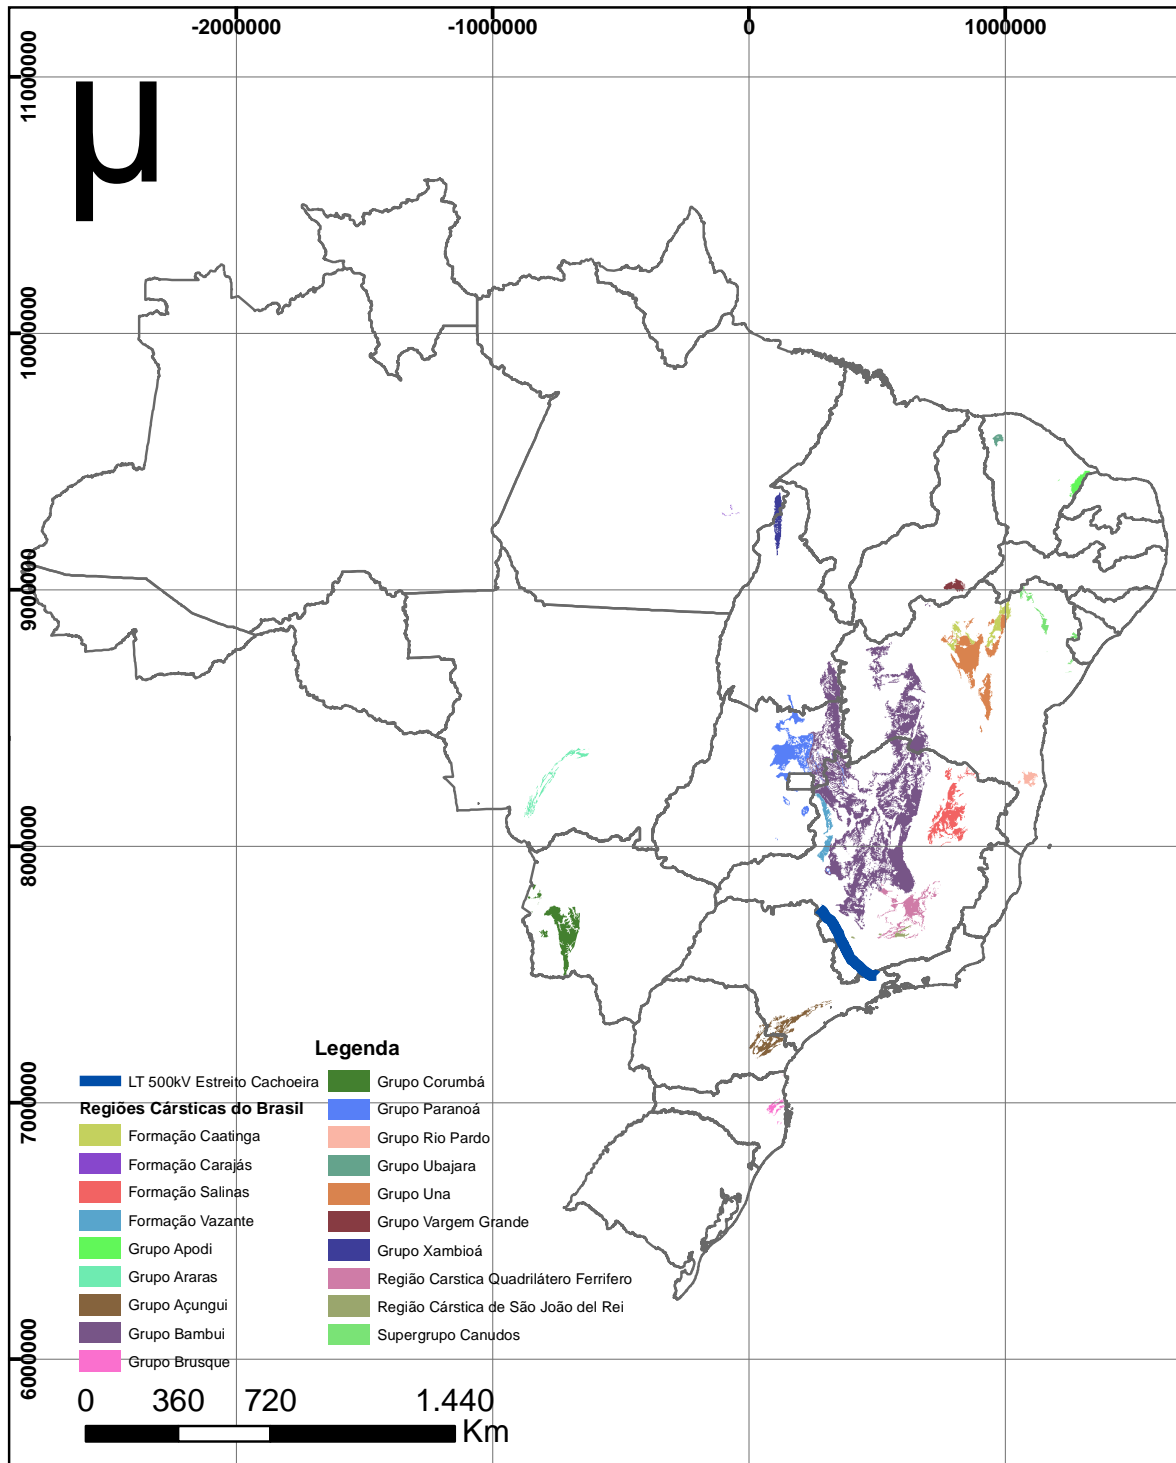 -2000000 -1000000 0 1000000
11000000
10000000
9000000
8000000
7000000
6000000
µ
Legenda
LT 500kV Estreito Cachoeira
Regiões Cársticas do Brasil
Formação Caatinga
Formação Carajás
Formação Salinas
Formação Vazante
Grupo Apodi
Grupo Araras
Grupo Açungui
Grupo Bambui
Grupo Brusque
Grupo Corumbá
Grupo Paranoá
Grupo Rio Pardo
Grupo Ubajara
Grupo Una
Grupo Vargem Grande
Grupo Xambioá
Região Carstica Quadrilátero Ferrifero
Região Cárstica de São João del Rei
Supergrupo Canudos
0 360 720 1.440
Km